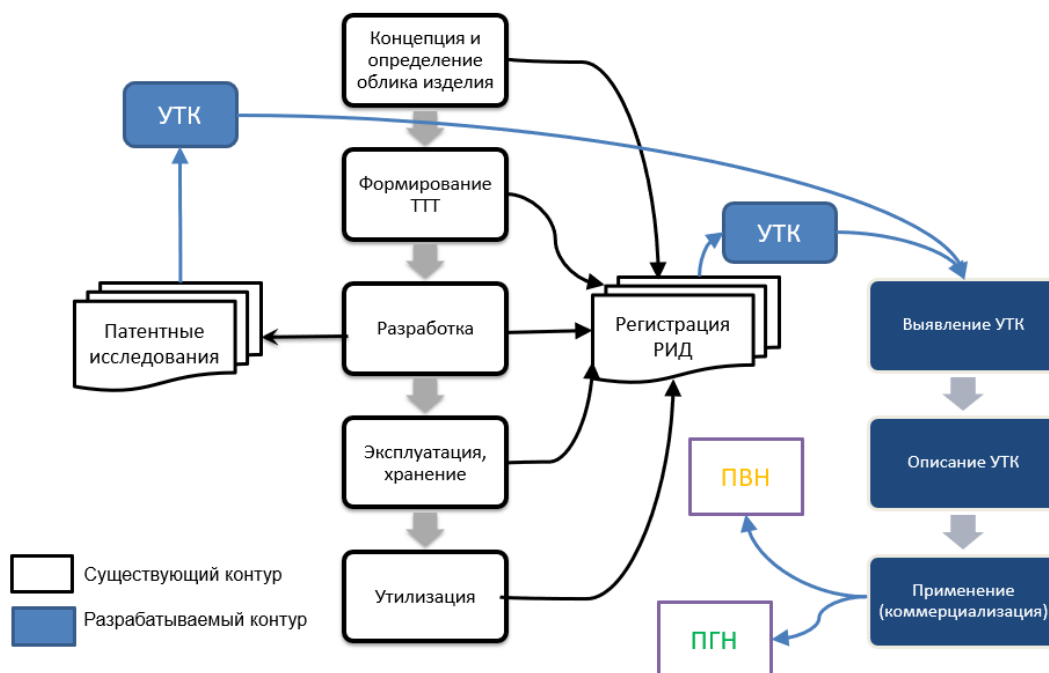 Концепция и
определение
облика изделия
УТК
Формирование
ТТТ
УТК
Патентные
исследования
Разработка
Регистрация
РИД
Выявление УТК
Эксплуатация,
хранение
ПВН
Описание УТК
Существующий контур
Утилизация
Применение
(коммерциализация)
Разрабатываемый контур
ПГН